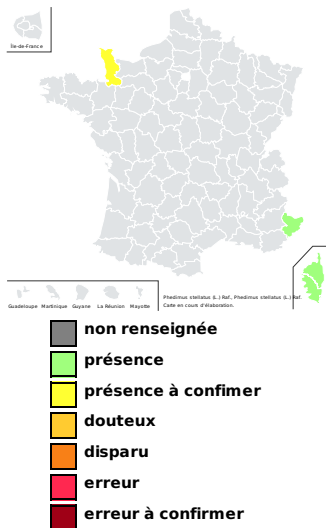 Île-de-France
Guadeloupe Martinique Guyane La Réunion Mayotte
Phedimus stellatus (L.) Raf., Phedimus stellatus (L.) Raf.
Carte en cours d'élaboration.
non renseignée
présence
présence à confimer
douteux
disparu
erreur
erreur à confirmer